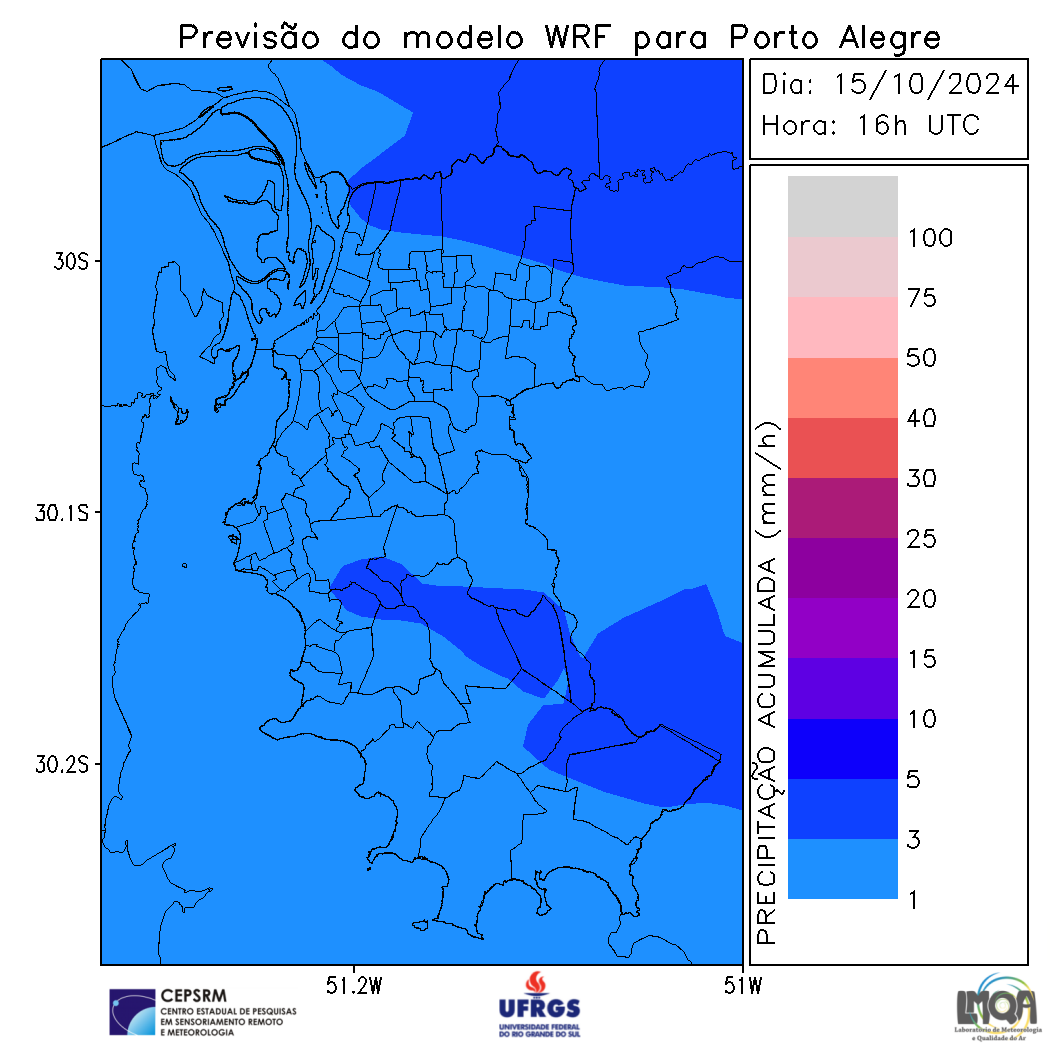 Previsão do modelo WRF para Porto Alegre
Dia: 15/10/2024
Hora: 16h UTC
30S
30.1S
30.2S
51.2W
51W
PRECIPITAÇÃO ACUMULADA (mm/h)
100
75
50
40
30
25
20
15
10
5
3
1
CEPSRM
CENTRO ESTADUAL DE PESQUISAS
EM SENSORIAMENTO REMOTO
E METEOROLOGIA
UFRGS
UNIVERSIDADE FEDERAL
DO RIO GRANDE DO SUL
LMQA
Laboratório de Meteorologia
e Qualidade do Ar